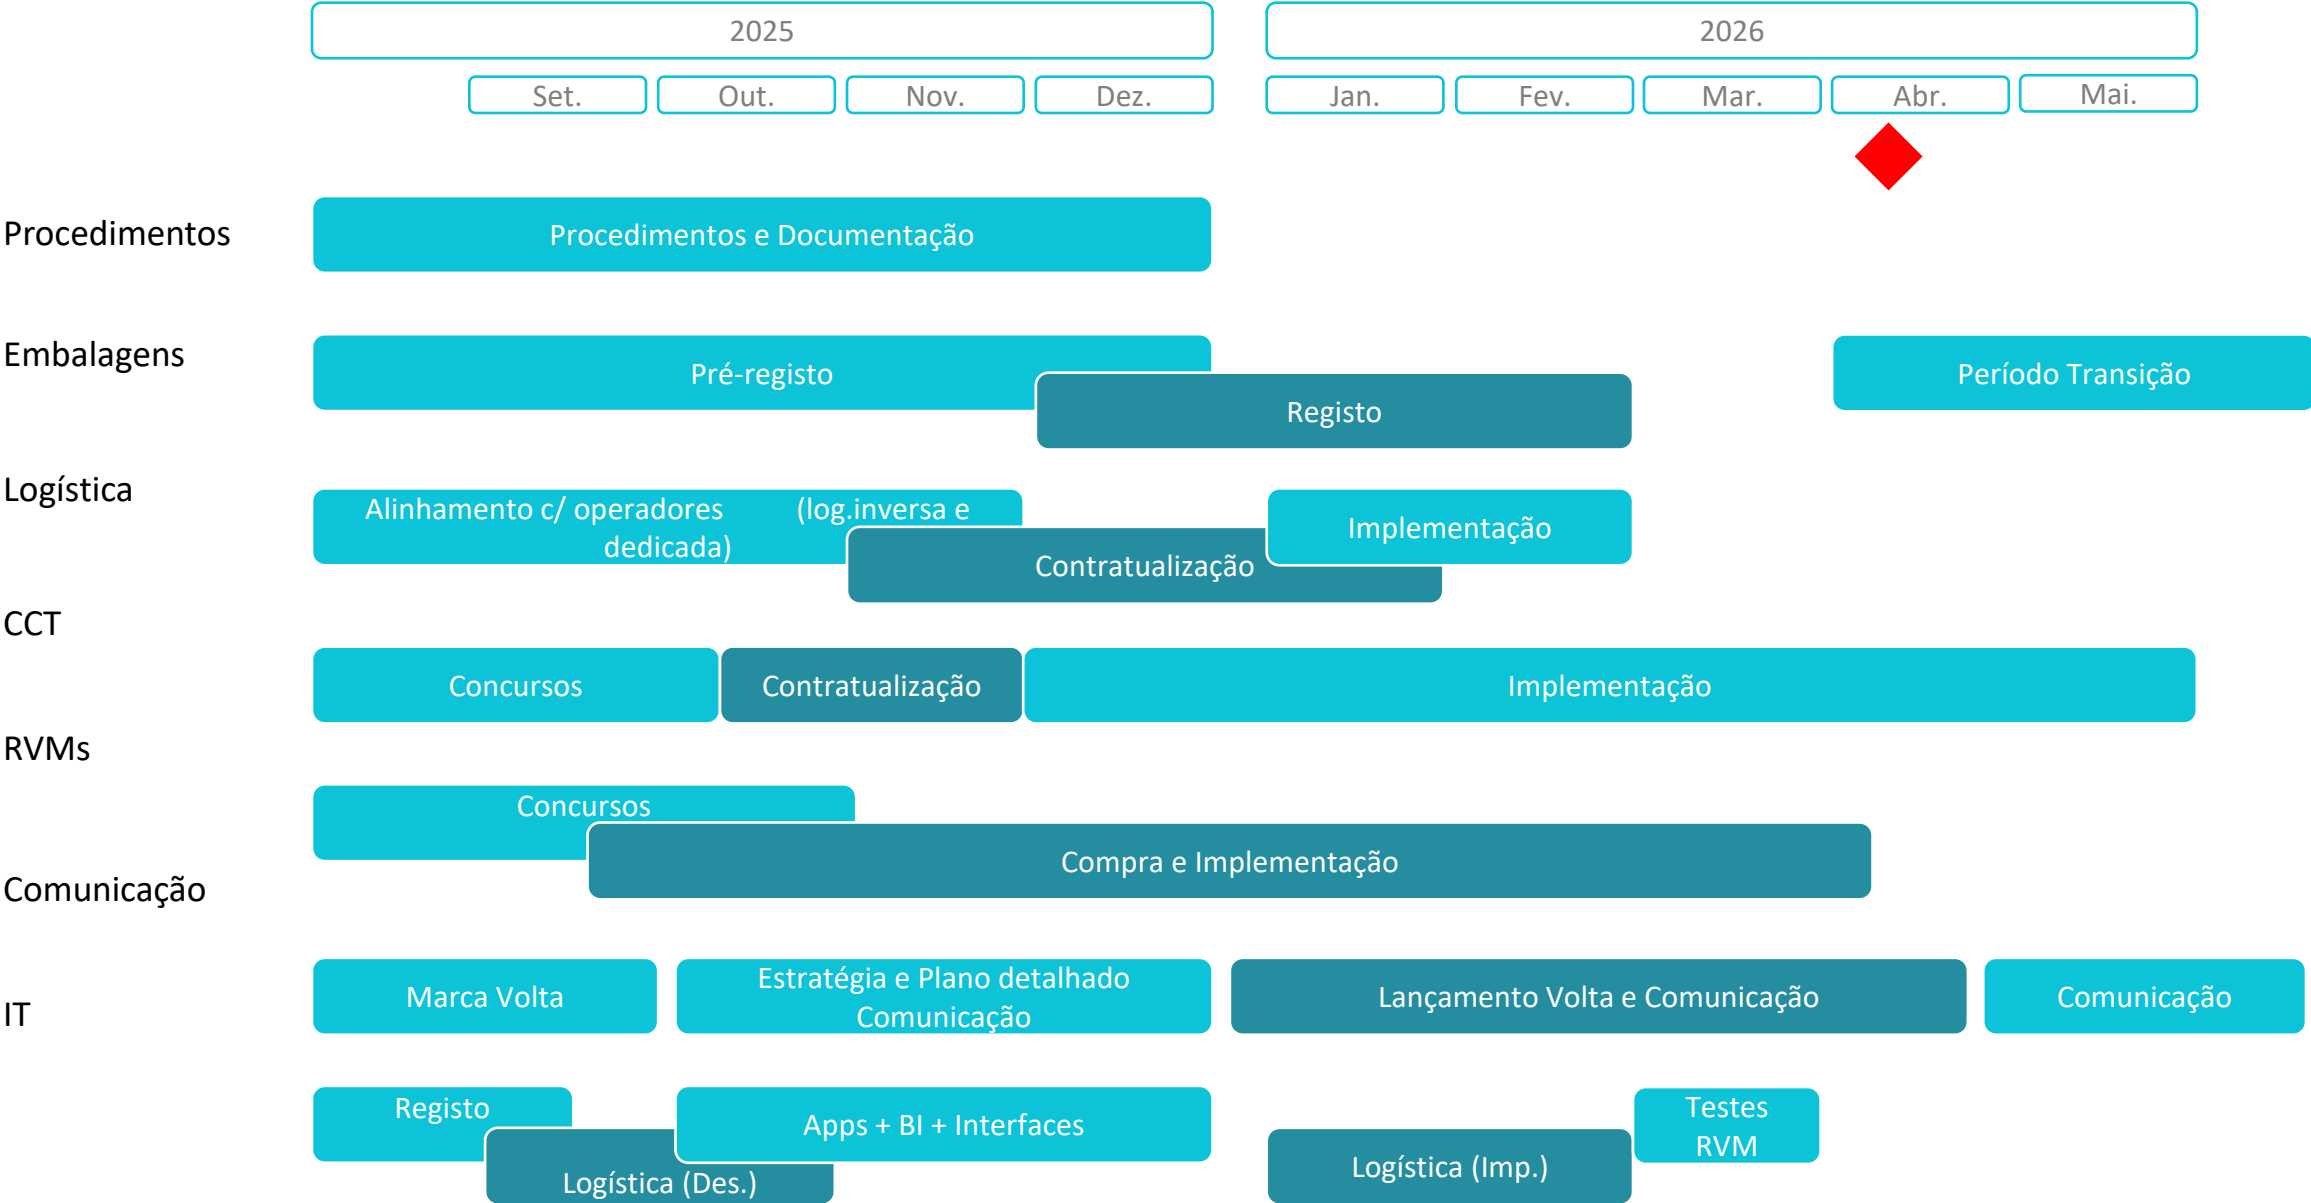 2025
2026
Set.
Out.
Nov.
Dez.
Jan.
Fev.
Mar.
Abr.
Mai.
Procedimentos
Procedimentos e Documentação
Embalagens
Pré-registo
Período Transição
Registo
Logística
Alinhamento c/ operadores (log.inversa e
dedicada)
Implementação
Contratualização
CCT
Concursos
Contratualização
Implementação
RVMs
Concursos
Compra e Implementação
Comunicação
Marca Volta
Estratégia e Plano detalhado
Comunicação
Lançamento Volta e Comunicação
Comunicação
IT
Registo
Apps + BI + Interfaces
Testes
RVM
Logística (Des.)
Logística (Imp.)